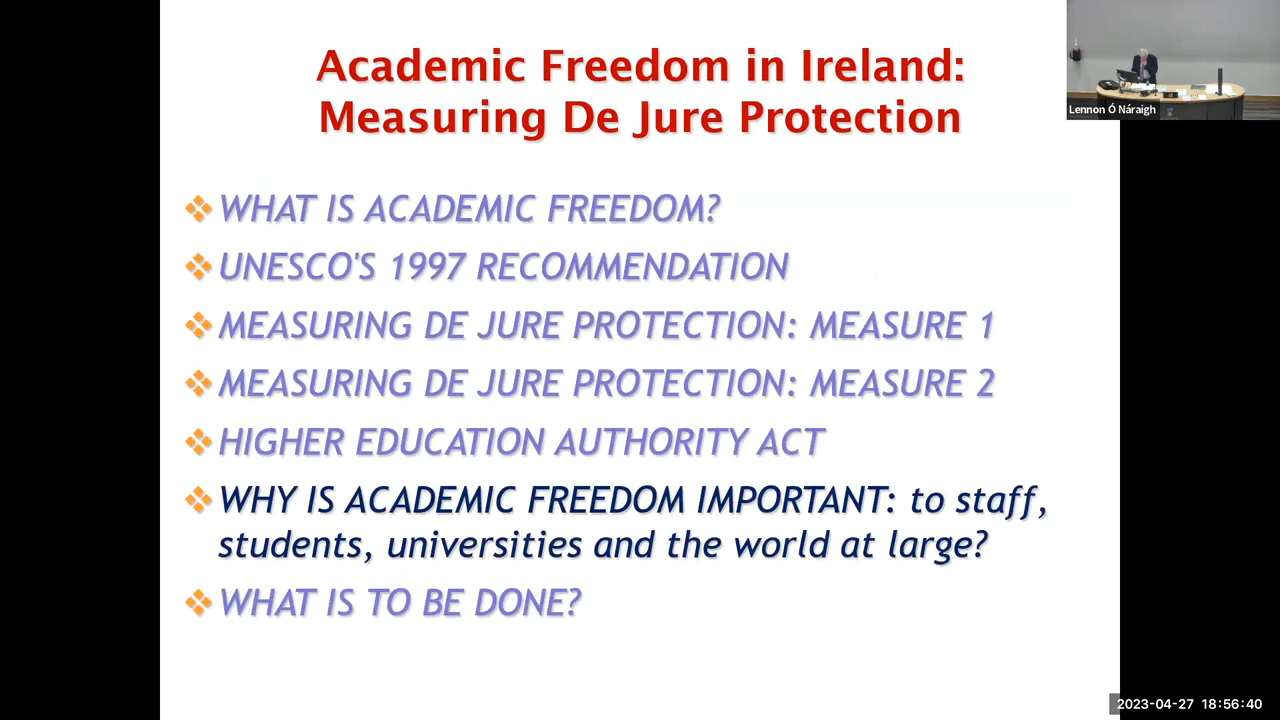 Academic Freedom in Ireland:
Measuring De Jure Protection
Lennon Ó Náraigh
WHAT IS ACADEMIC FREEDOM?
UNESCO'S 1997 RECOMMENDATION
MEASURING DE JURE PROTECTION: MEASURE 1
MEASURING DE JURE PROTECTION: MEASURE 2
HIGHER EDUCATION AUTHORITY ACT
WHY IS ACADEMIC FREEDOM IMPORTANT: to staff,
students, universities and the world at large?
WHAT IS TO BE DONE?
2023-04-27 18:56:40